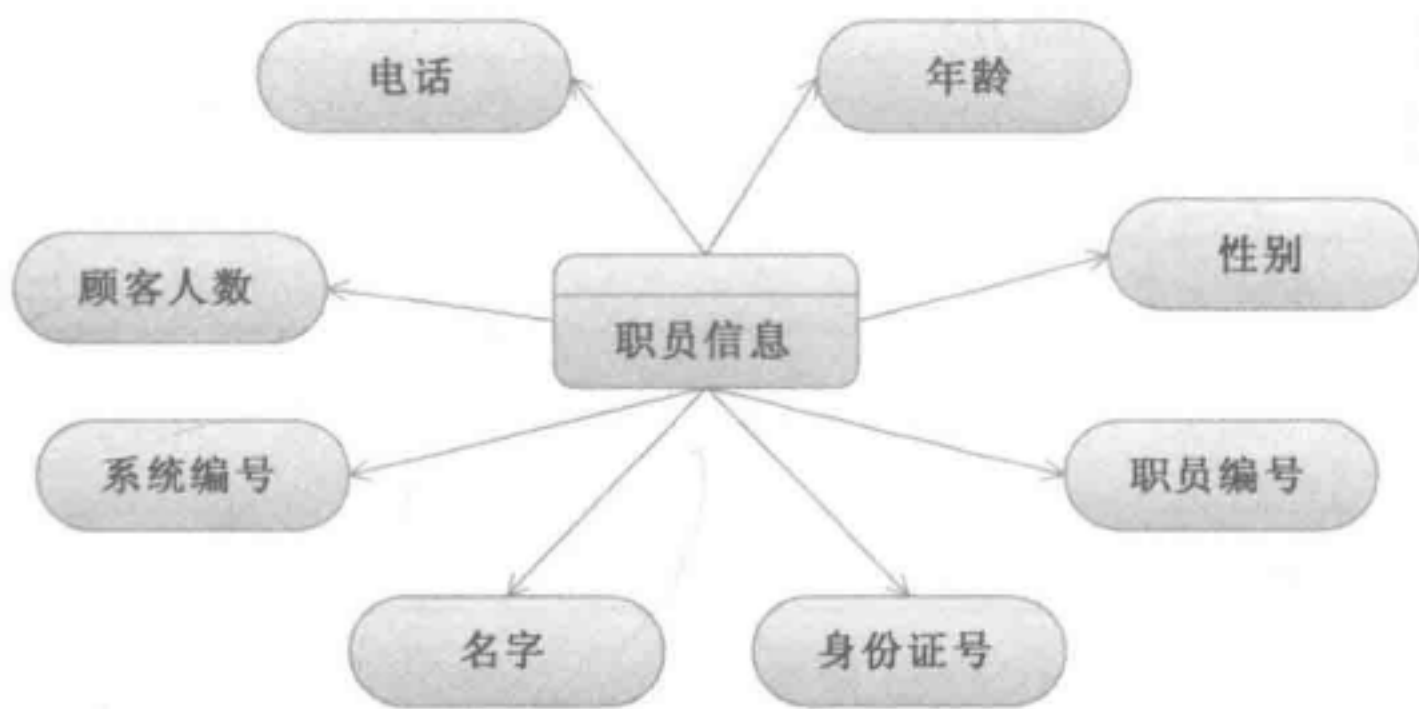 电话
年龄
顾客人数
性别
职员信息
系统编号
职员编号
名字
身份证号